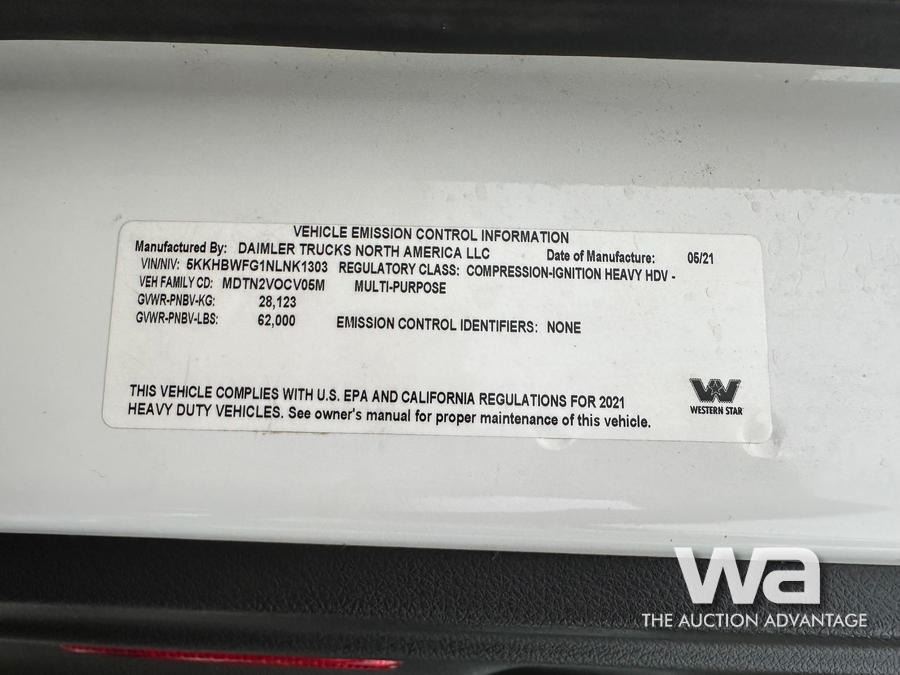 VEHICLE EMISSION CONTROL INFORMATION
Manufactured By: DAIMLER TRUCKS NORTH AMERICA LLC Date of Manufacture: 05/21
VIN/NIV: 5KKHBWFG1NLNK1303 REGULATORY CLASS: COMPRESSION-IGNITION HEAVY HDV -
VEH FAMILY CD: MDTN2VOCV05M MULTI-PURPOSE
GVWR-PNBV-KG: 28,123
GVWR-PNBV-LBS: 62,000 EMISSION CONTROL IDENTIFIERS: NONE
THIS VEHICLE COMPLIES WITH U.S. EPA AND CALIFORNIA REGULATIONS FOR 2021
HEAVY DUTY VEHICLES. See owner's manual for proper maintenance of this vehicle.
WESTERN STAR
wa
THE AUCTION ADVANTAGE